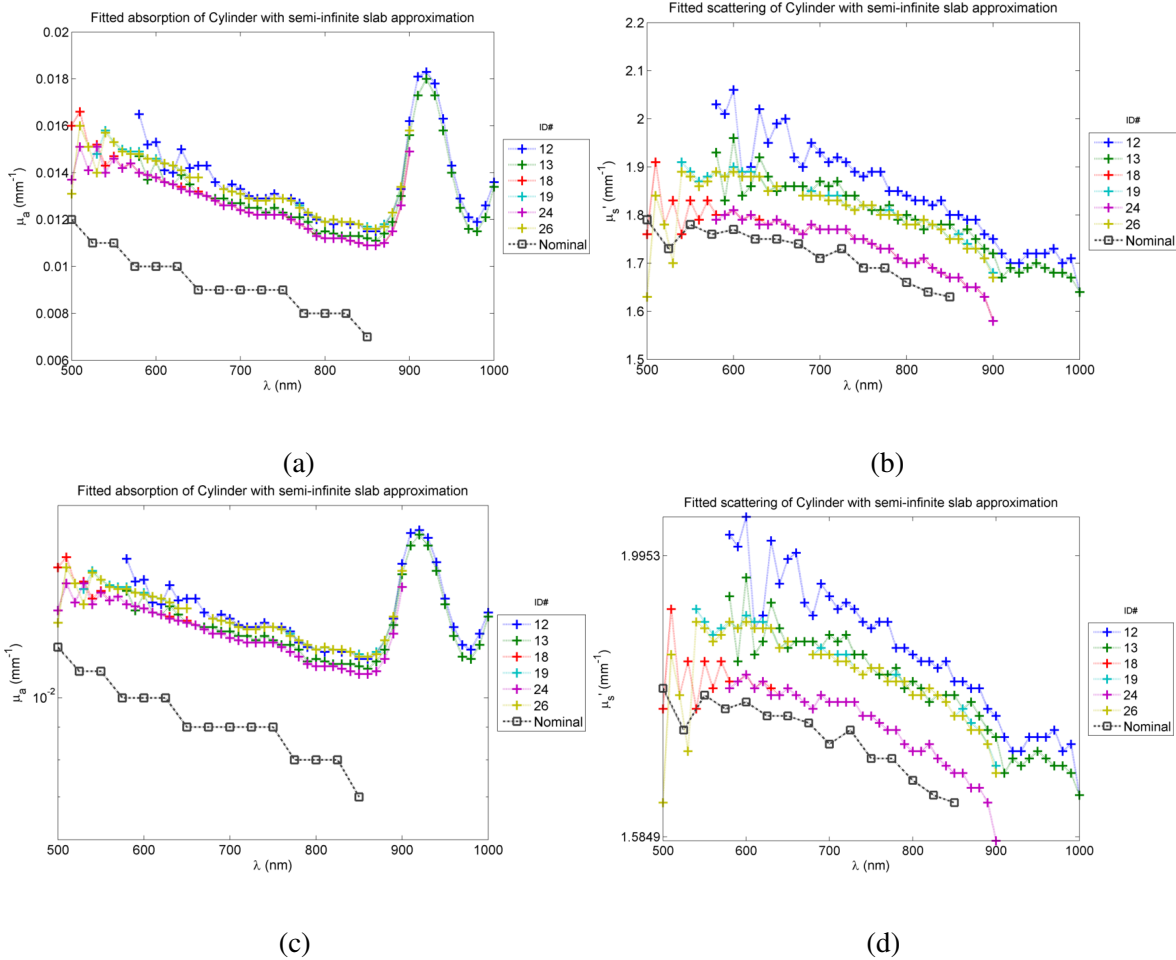 Fitted absorption of Cylinder with semi-infinite slab approximation
0.02
0.018
0.016
0.014
0.012
0.01
0.008
0.006
μa (mm-1)
500 600 700 800 900 1000
λ (nm)
ID#
12
13
18
19
24
26
Nominal
(a)
Fitted scattering of Cylinder with semi-infinite slab approximation
2.2
2.1
2
1.9
1.8
1.7
1.6
1.5
μs' (mm-1)
500 600 700 800 900 1000
λ (nm)
ID#
12
13
18
19
24
26
Nominal
(b)
Fitted absorption of Cylinder with semi-infinite slab approximation
10-2
μa (mm-1)
500 600 700 800 900 1000
λ (nm)
ID#
12
13
18
19
24
26
Nominal
(c)
Fitted scattering of Cylinder with semi-infinite slab approximation
1.9953
1.5849
μs' (mm-1)
500 600 700 800 900 1000
λ (nm)
ID#
12
13
18
19
24
26
Nominal
(d)